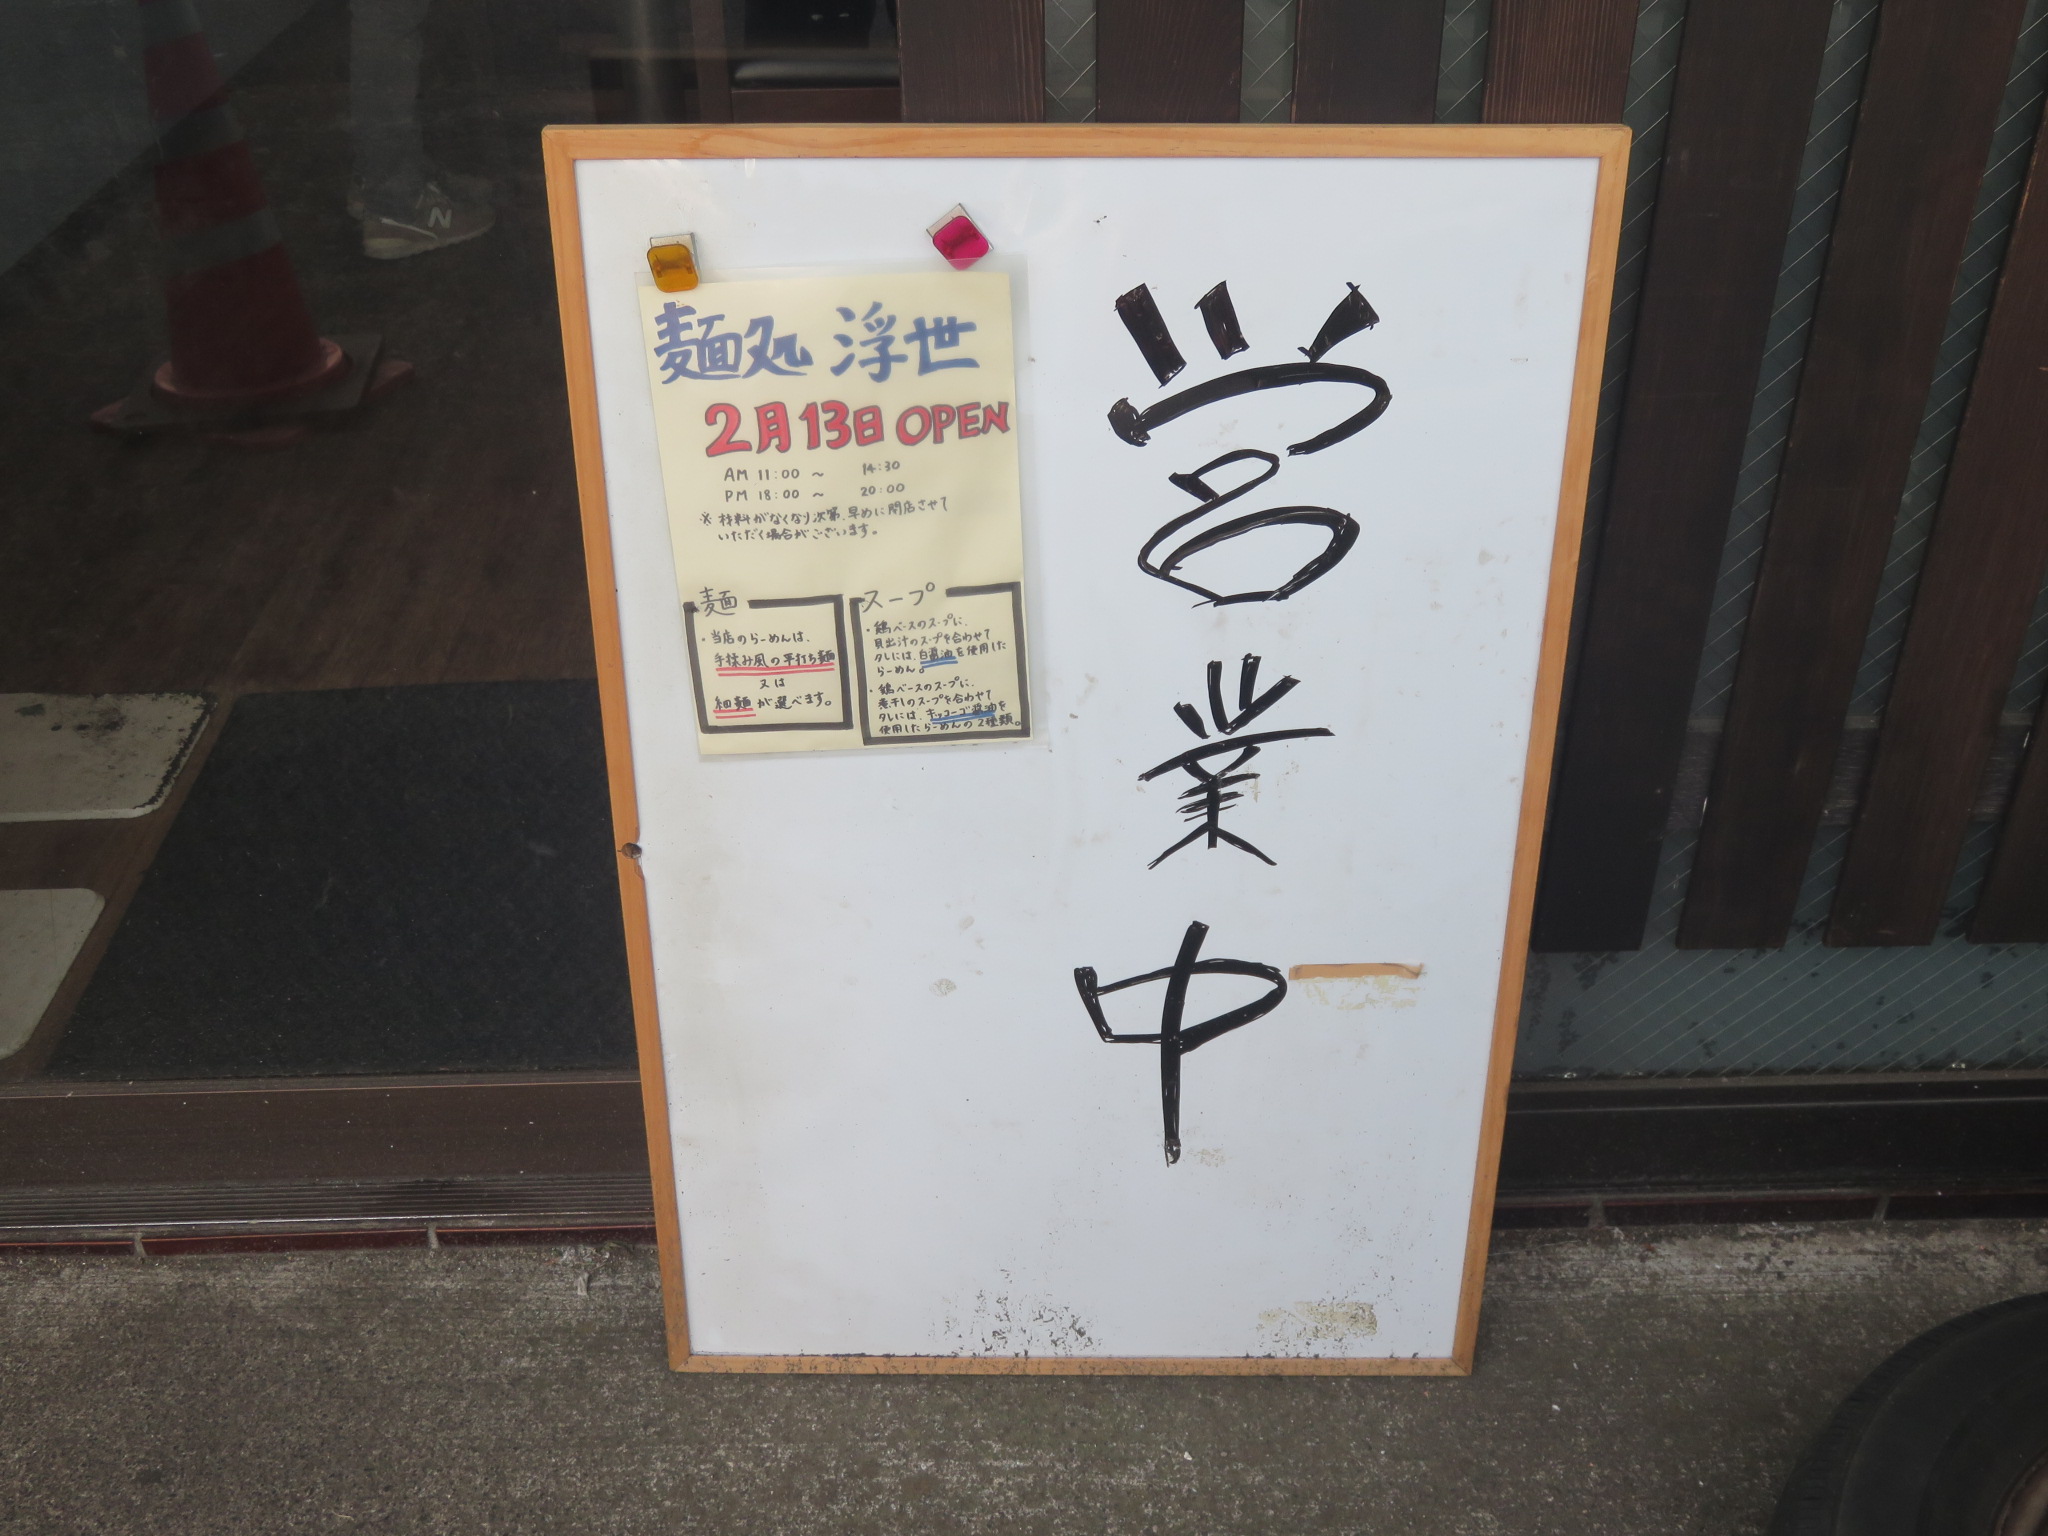 営業中
麺処 浮世
2月13日 OPEN
AM 11:00 ~ 14:30
PM 18:00 ~ 20:00
※ 材料がなくなり次第、早めに閉店させて
いただく場合がございます。
麺
・当店のらーめんは、
手揉み風の平打ち麺
又は
細麺 が選べます。
スープ
・鶏ベースのスープに、
貝出汁のスープを合わせて
タレには、白醤油を使用した
らーめん。
・鶏ベースのスープに、
煮干しのスープを合わせて
タレには、キッコーゴ醤油を
使用したらーめんの2種類。
N